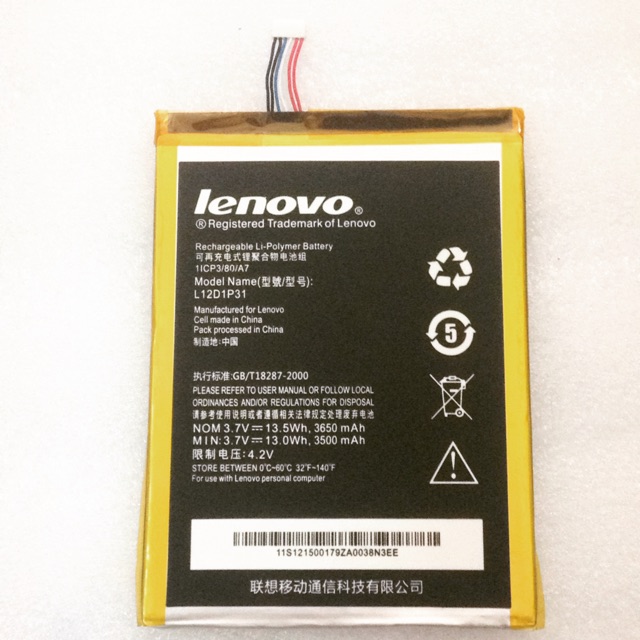 lenovo®
® Registered Trademark of Lenovo
Rechargeable Li-Polymer Battery
可再充电式锂聚合物电池组
1ICP3/80/A7
Model Name(型號/型号):
L12D1P31
Manufactured for Lenovo
Cell made in China
Pack processed in China
制造地:中国
5
执行标准:GB/T18287-2000
PLEASE REFER TO USER MANUAL OR FOLLOW LOCAL
ORDINANCES AND/OR REGULATIONS FOR DISPOSAL
请参考使用说明或者遵循相关法规规定处理废弃电池
NOM 3.7V⎓13.5Wh, 3650 mAh
MIN: 3.7V⎓13.0Wh, 3500 mAh
限制电压:4.2V
STORE BETWEEN 0℃~60℃ 32℉~140℉
For use with Lenovo personal computer
11S121500179ZA0038N3EE
联想移动通信科技有限公司